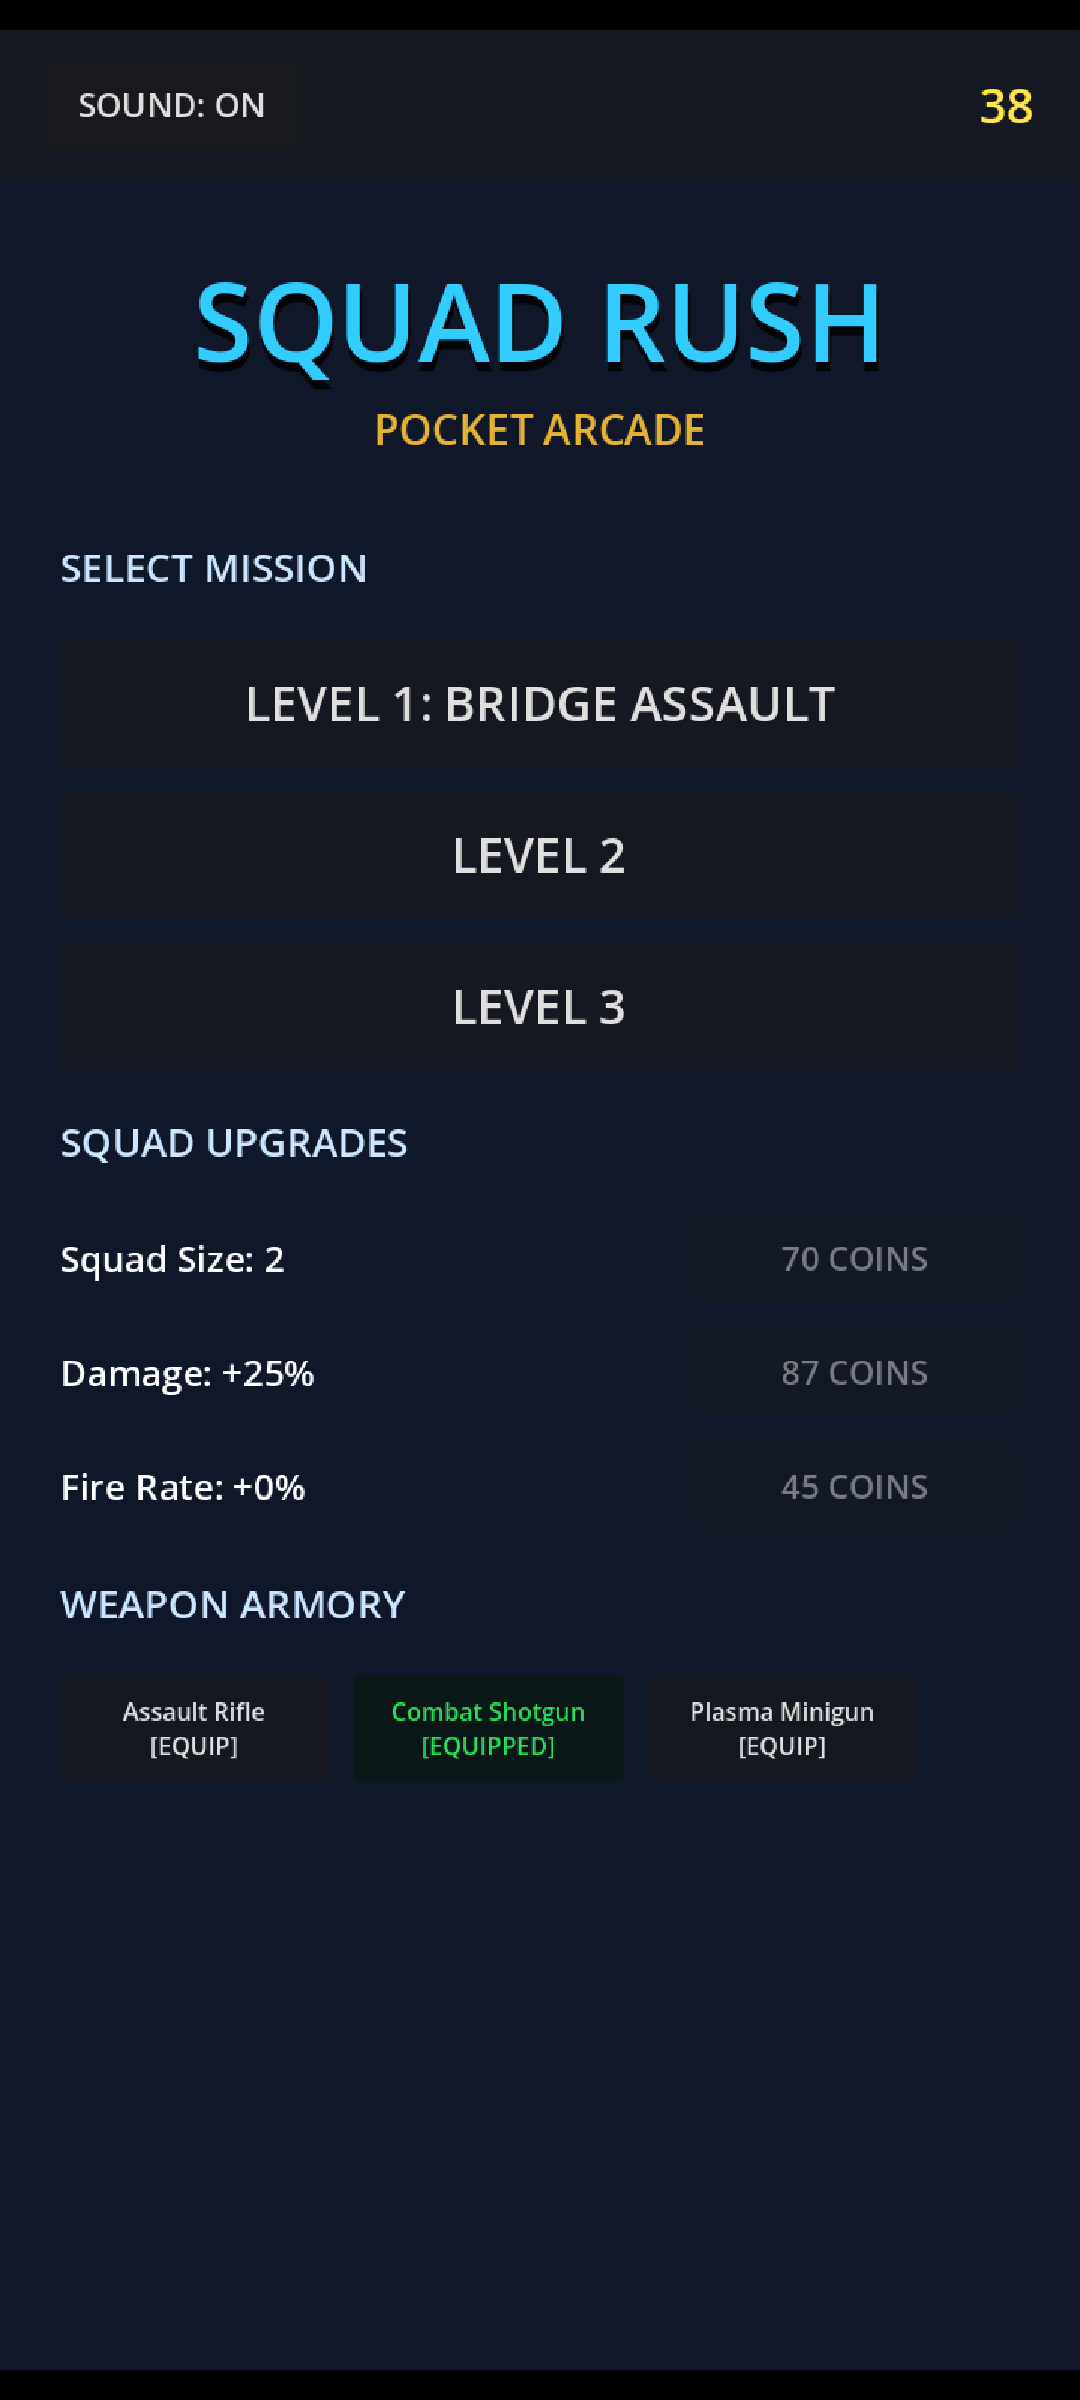 SOUND: ON
38
SQUAD RUSH
POCKET ARCADE
SELECT MISSION
LEVEL 1: BRIDGE ASSAULT
LEVEL 2
LEVEL 3
SQUAD UPGRADES
Squad Size: 2
70 COINS
Damage: +25%
87 COINS
Fire Rate: +0%
45 COINS
WEAPON ARMORY
Assault Rifle
[EQUIP]
Combat Shotgun
[EQUIPPED]
Plasma Minigun
[EQUIP]